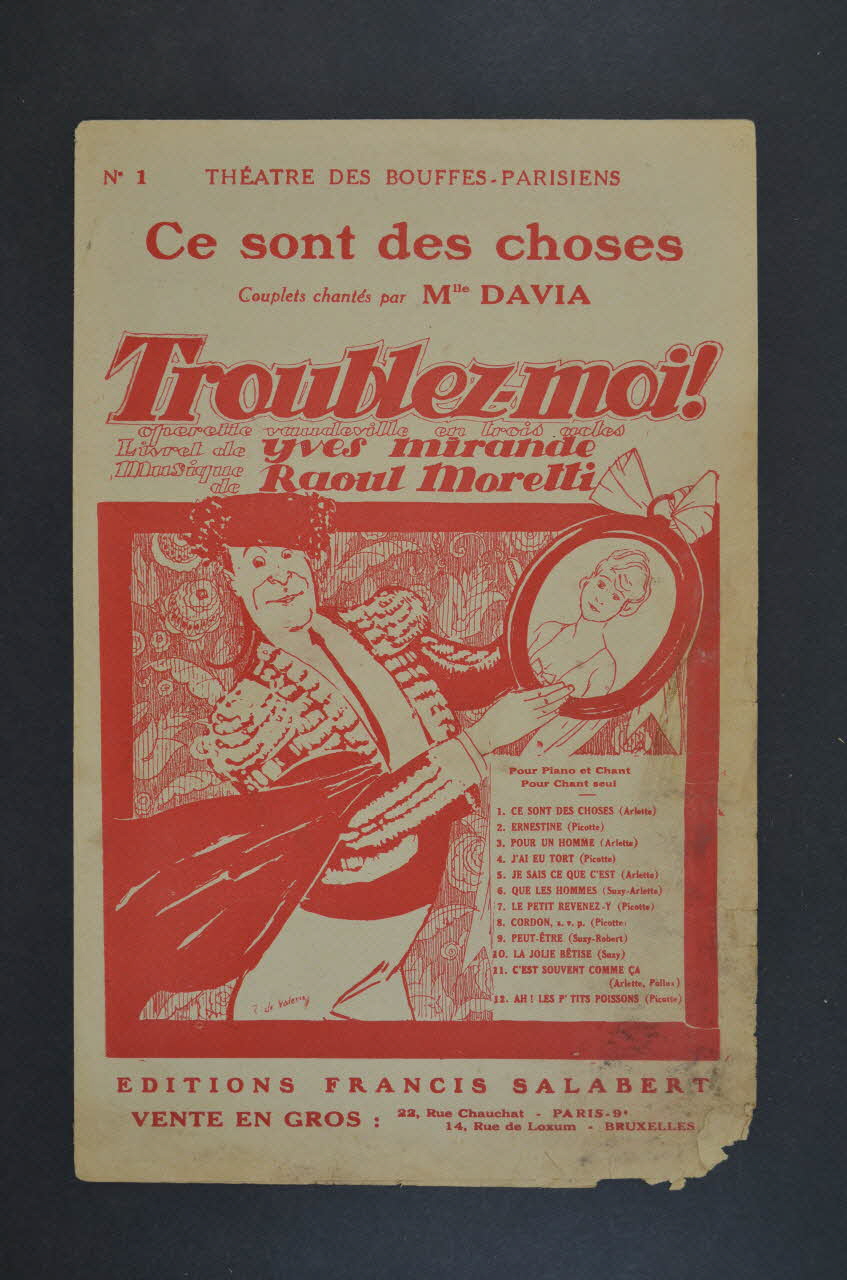 N° 1 THÉATRE DES BOUFFES-PARISIENS
Ce sont des choses
Couplets chantés par Mlle DAVIA
Troublez-moi!
operette vaudeville en trois actes
Livret de Yves Mirande
Musique de Raoul Moretti
Pour Piano et Chant
Pour Chant seul
1. CE SONT DES CHOSES (Arlette)
2. ERNESTINE (Picotte)
3. POUR UN HOMME (Arlette)
4. J'AI EU TORT (Picotte)
5. JE SAIS CE QUE C'EST (Arlette)
6. QUE LES HOMMES (Suzy-Arlette)
7. LE PETIT REVENEZ-Y (Picotte)
8. CORDON, s. v. p. (Picotte)
9. PEUT-ÊTRE (Suzy-Robert)
10. LA JOLIE BÊTISE (Suzy)
11. C'EST SOUVENT COMME ÇA
(Arlette, Pollux)
12. AH ! LES P' TITS POISSONS (Picotte)
R. de Valerio
EDITIONS FRANCIS SALABERT
VENTE EN GROS : 22, Rue Chauchat - PARIS-9e
14, Rue de Loxum - BRUXELLES